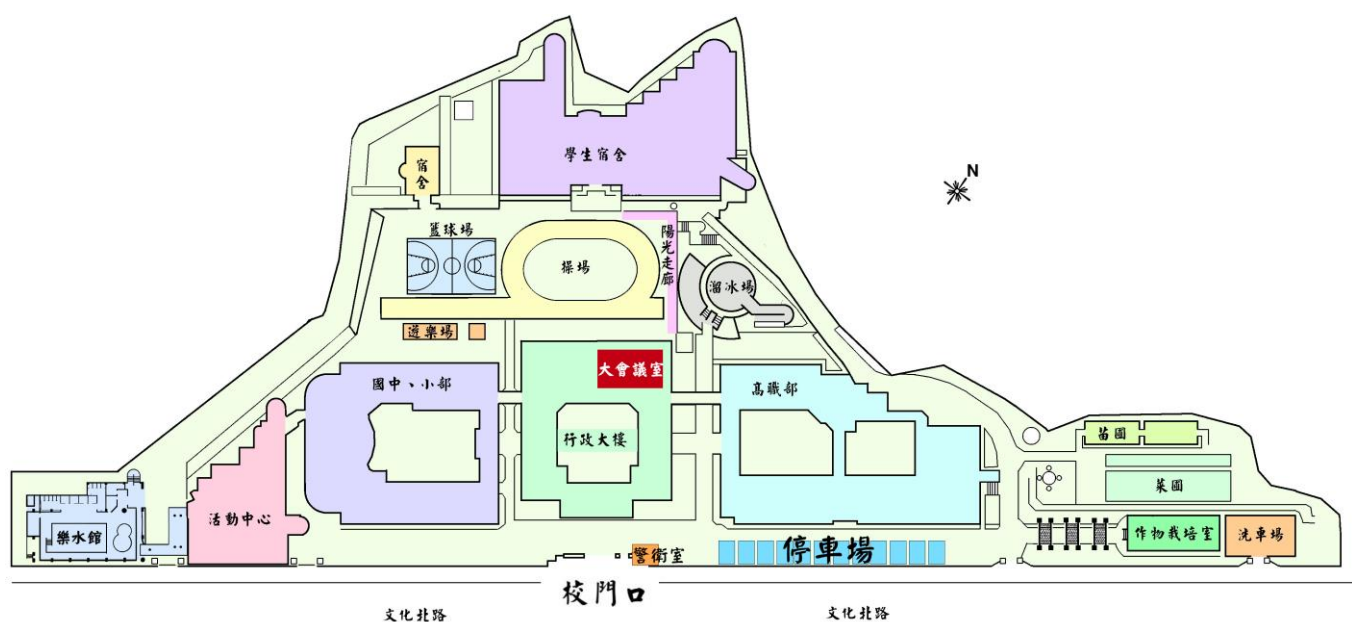 學生宿舍
宿舍
N
籃球場
操場
陽光走廊
溜冰場
遊樂場
大會議室
國中、小部
高職部
行政大樓
苗圃
菜圃
活動中心
樂水館
作物栽培室
洗車場
警衛室
停車場
校門口
文化北路
文化北路